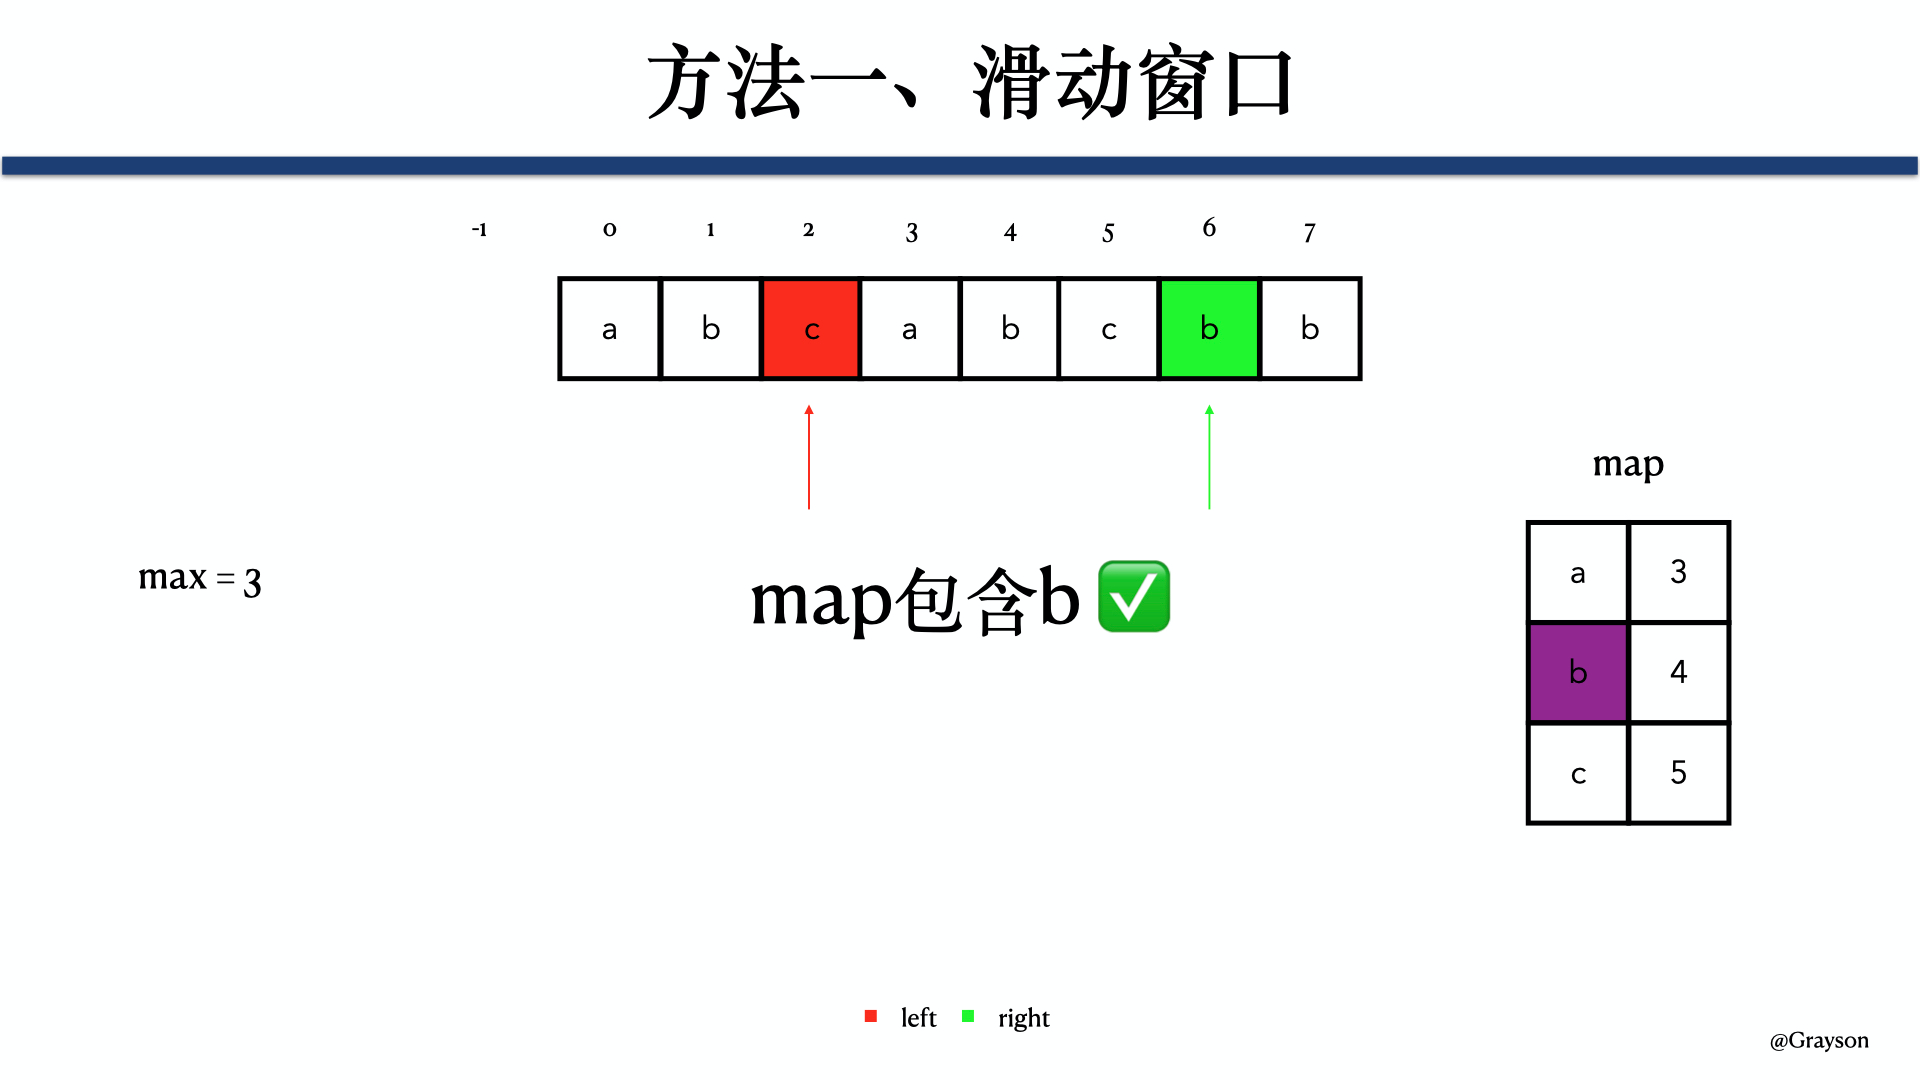 方法一、滑动窗口
-1 0 1 2 3 4 5 6 7
a b c a b c b b
map
a 3
max = 3
map包含b ✅
b 4
c 5
left right
@Grayson